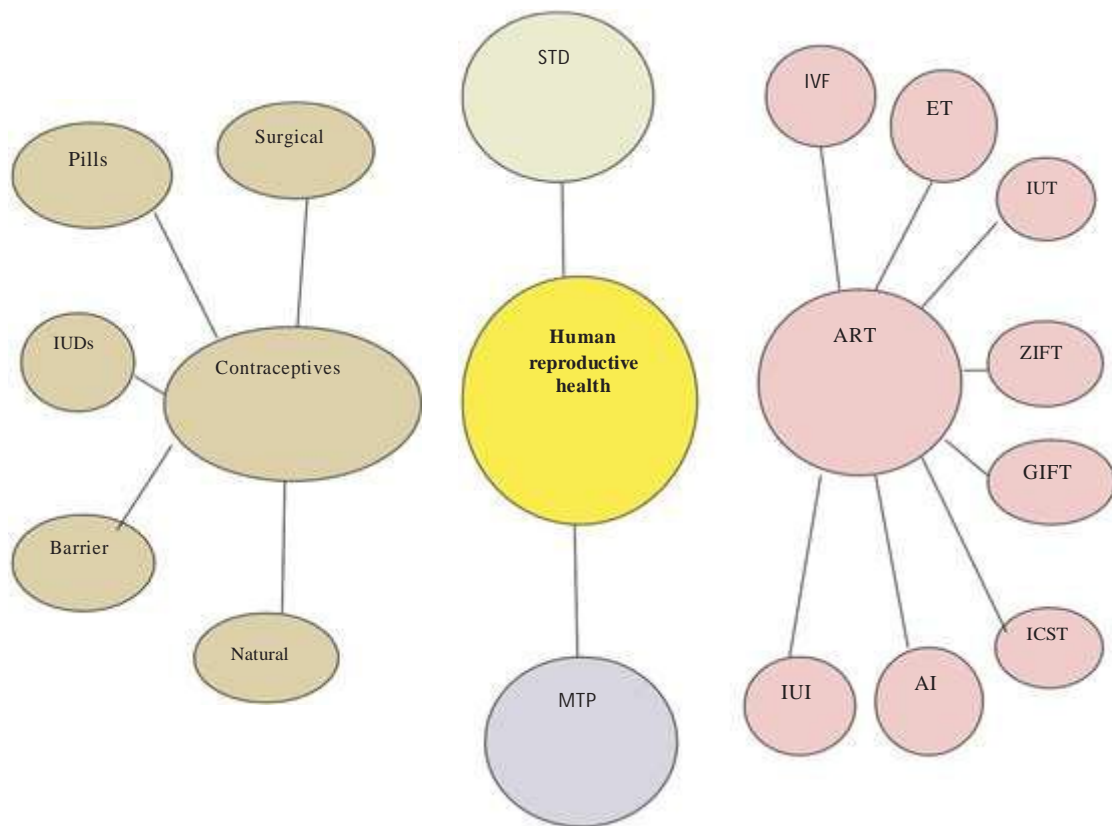 Pills
Surgical
IUDs
Contraceptives
Barrier
Natural
STD
Human
reproductive
health
MTP
IVF
ET
IUT
ART
ZIFT
GIFT
ICST
AI
IUI